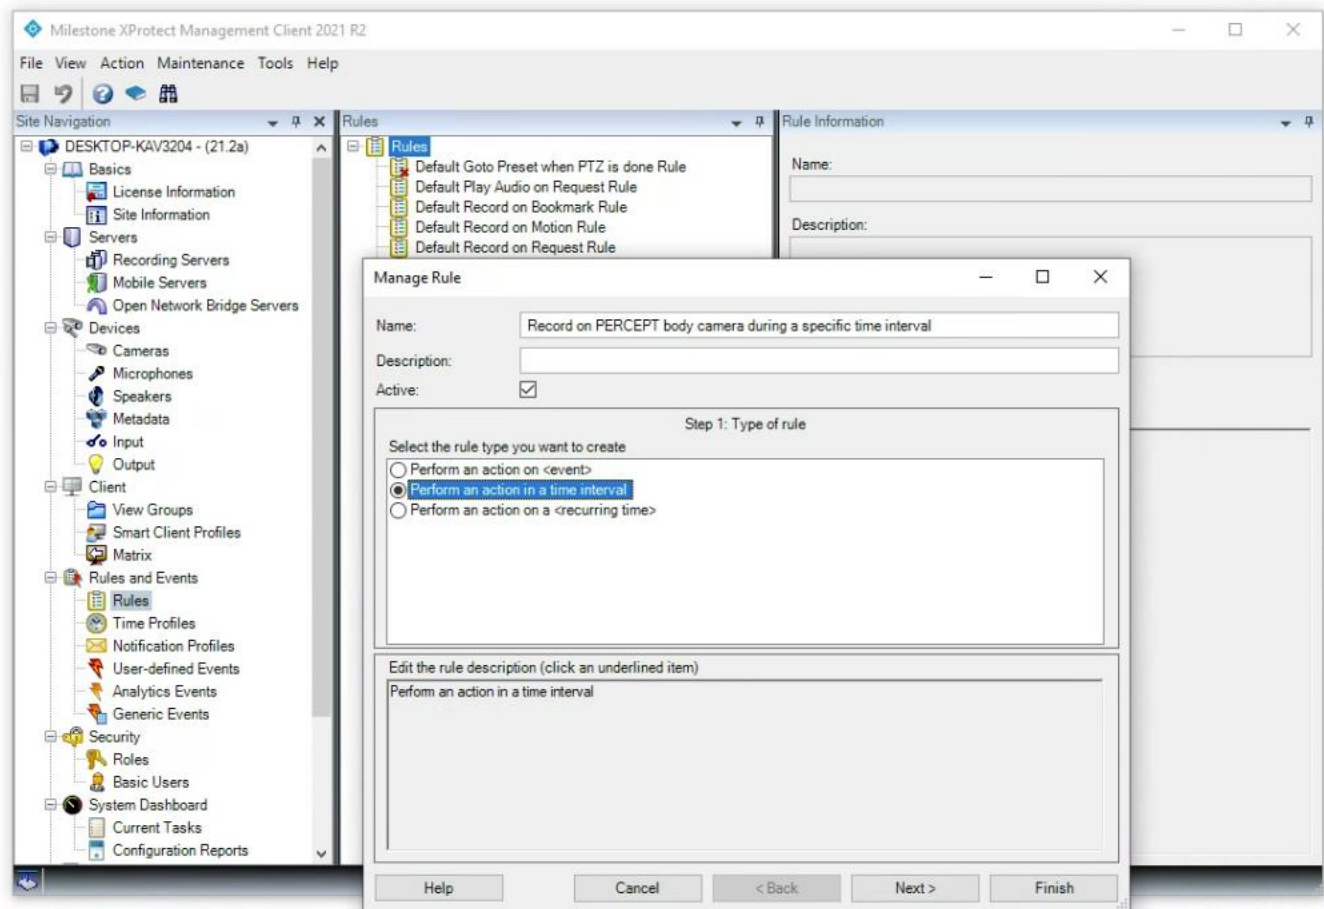 Milestone XProtect Management Client 2021 R2
File View Action Maintenance Tools Help
Site Navigation
DESKTOP-KAV3204 - (21.2a)
Basics
License Information
Site Information
Servers
Recording Servers
Mobile Servers
Open Network Bridge Servers
Devices
Cameras
Microphones
Speakers
Metadata
Input
Output
Client
View Groups
Smart Client Profiles
Matrix
Rules and Events
Rules
Time Profiles
Notification Profiles
User-defined Events
Analytics Events
Generic Events
Security
Roles
Basic Users
System Dashboard
Current Tasks
Configuration Reports
Rules
Rules
Default Goto Preset when PTZ is done Rule
Default Play Audio on Request Rule
Default Record on Bookmark Rule
Default Record on Motion Rule
Default Record on Request Rule
Rule Information
Name:
Description:
Manage Rule
Name: Record on PERCEPT body camera during a specific time interval
Description:
Active:
Step 1: Type of rule
Select the rule type you want to create
Perform an action on <event>
Perform an action in a time interval
Perform an action on a <recurring time>
Edit the rule description (click an underlined item)
Perform an action in a time interval
Help Cancel < Back Next > Finish